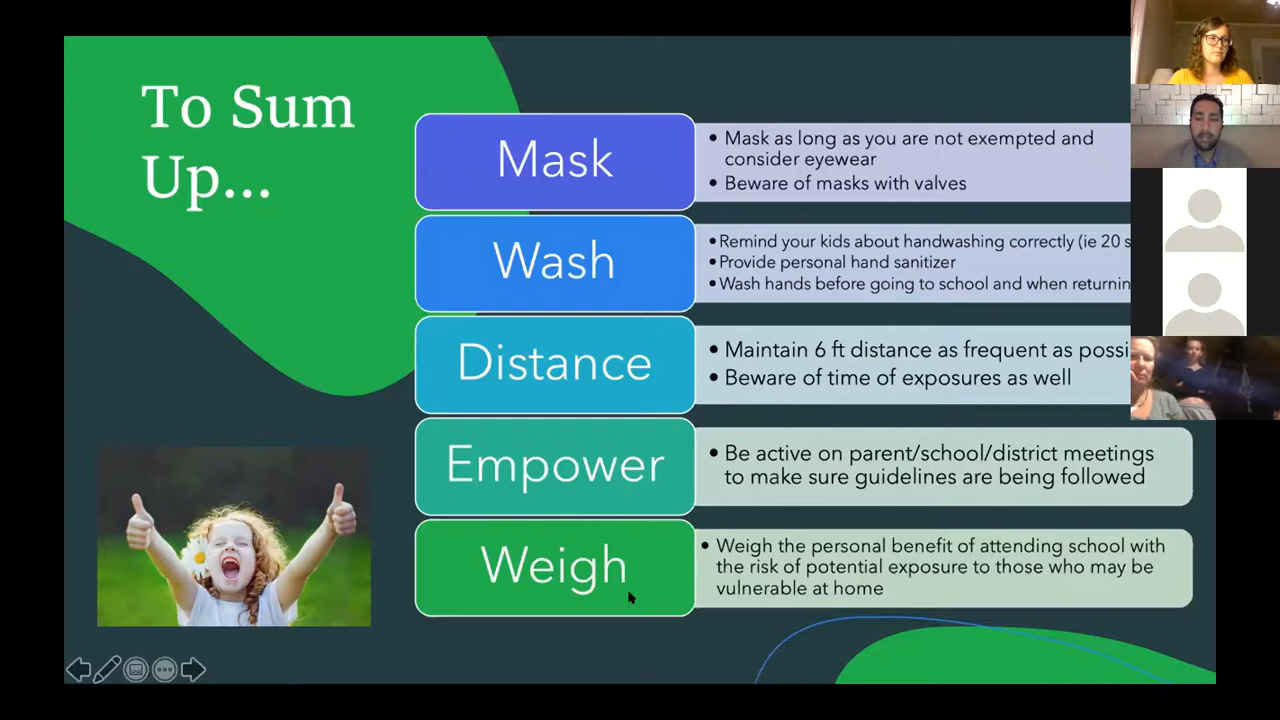 To Sum
Up...
Mask
• Mask as long as you are not exempted and
consider eyewear
• Beware of masks with valves
Wash
• Remind your kids about handwashing correctly (ie 20 s
• Provide personal hand sanitizer
• Wash hands before going to school and when returnin
Distance
• Maintain 6 ft distance as frequent as possi
• Beware of time of exposures as well
Empower
• Be active on parent/school/district meetings
to make sure guidelines are being followed
Weigh
• Weigh the personal benefit of attending school with
the risk of potential exposure to those who may be
vulnerable at home